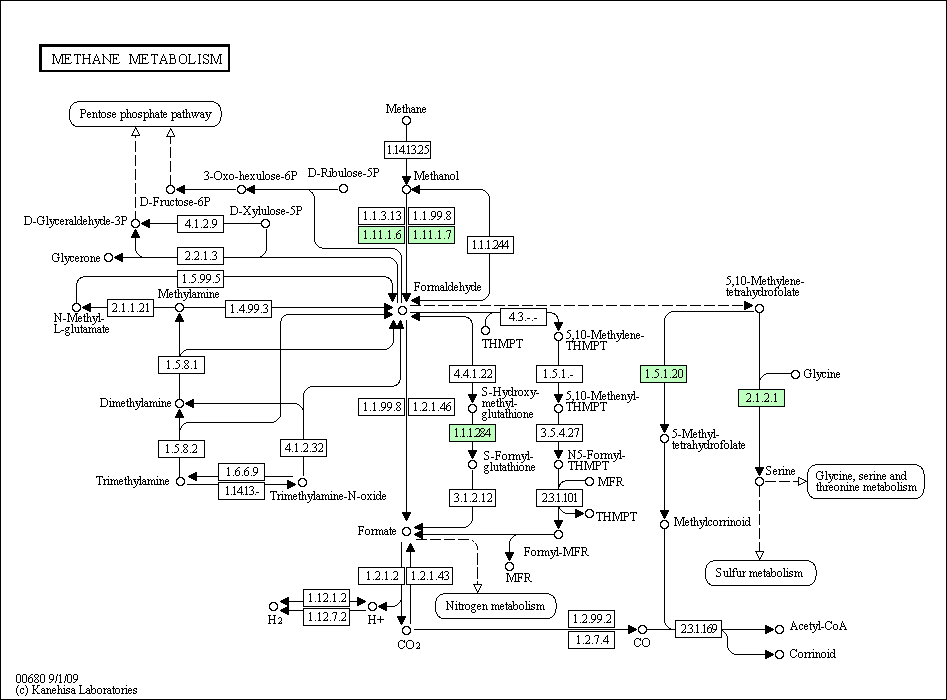 METHANE METABOLISM
Pentose phosphate pathway
Methane
1.14.13.25
3-Oxo-hexulose-6P
D-Ribulose-5P
Methanol
D-Fructose-6P
D-Xylulose-5P
1.1.3.13
1.1.99.8
D-Glyceraldehyde-3P
4.1.2.9
1.11.1.6
1.11.1.7
1.1.1.244
Glycerone
2.2.1.3
1.5.99.5
Formaldehyde
5,10-Methylene-
tetrahydrofolate
Methylamine
2.1.1.21
1.4.99.3
N-Methyl-
L-glutamate
4.3.-.-
THMPT
5,10-Methylene-
THMPT
1.5.8.1
4.4.1.22
1.5.1.-
1.5.1.20
Glycine
2.1.2.1
Dimethylamine
1.1.99.8
1.2.1.46
S-Hydroxy-
methyl-
glutathione
5,10-Methenyl-
THMPT
1.1.1.284
3.5.4.27
5-Methyl-
tetrahydrofolate
1.5.8.2
4.1.2.32
S-Formyl-
glutathione
N5-Formyl-
THMPT
1.6.6.9
Trimethylamine
1.14.13.-
Trimethylamine-N-oxide
3.1.2.12
2.3.1.101
MFR
THMPT
Serine
Glycine, serine and
threonine metabolism
Methylcorrinoid
Formate
Formyl-MFR
MFR
Sulfur metabolism
1.2.1.2
1.2.1.43
Nitrogen metabolism
1.12.1.2
1.12.7.2
H2
H+
CO2
1.2.99.2
1.2.7.4
CO
2.3.1.169
Acetyl-CoA
Corrinoid
00680 9/1/09
(c) Kanehisa Laboratories